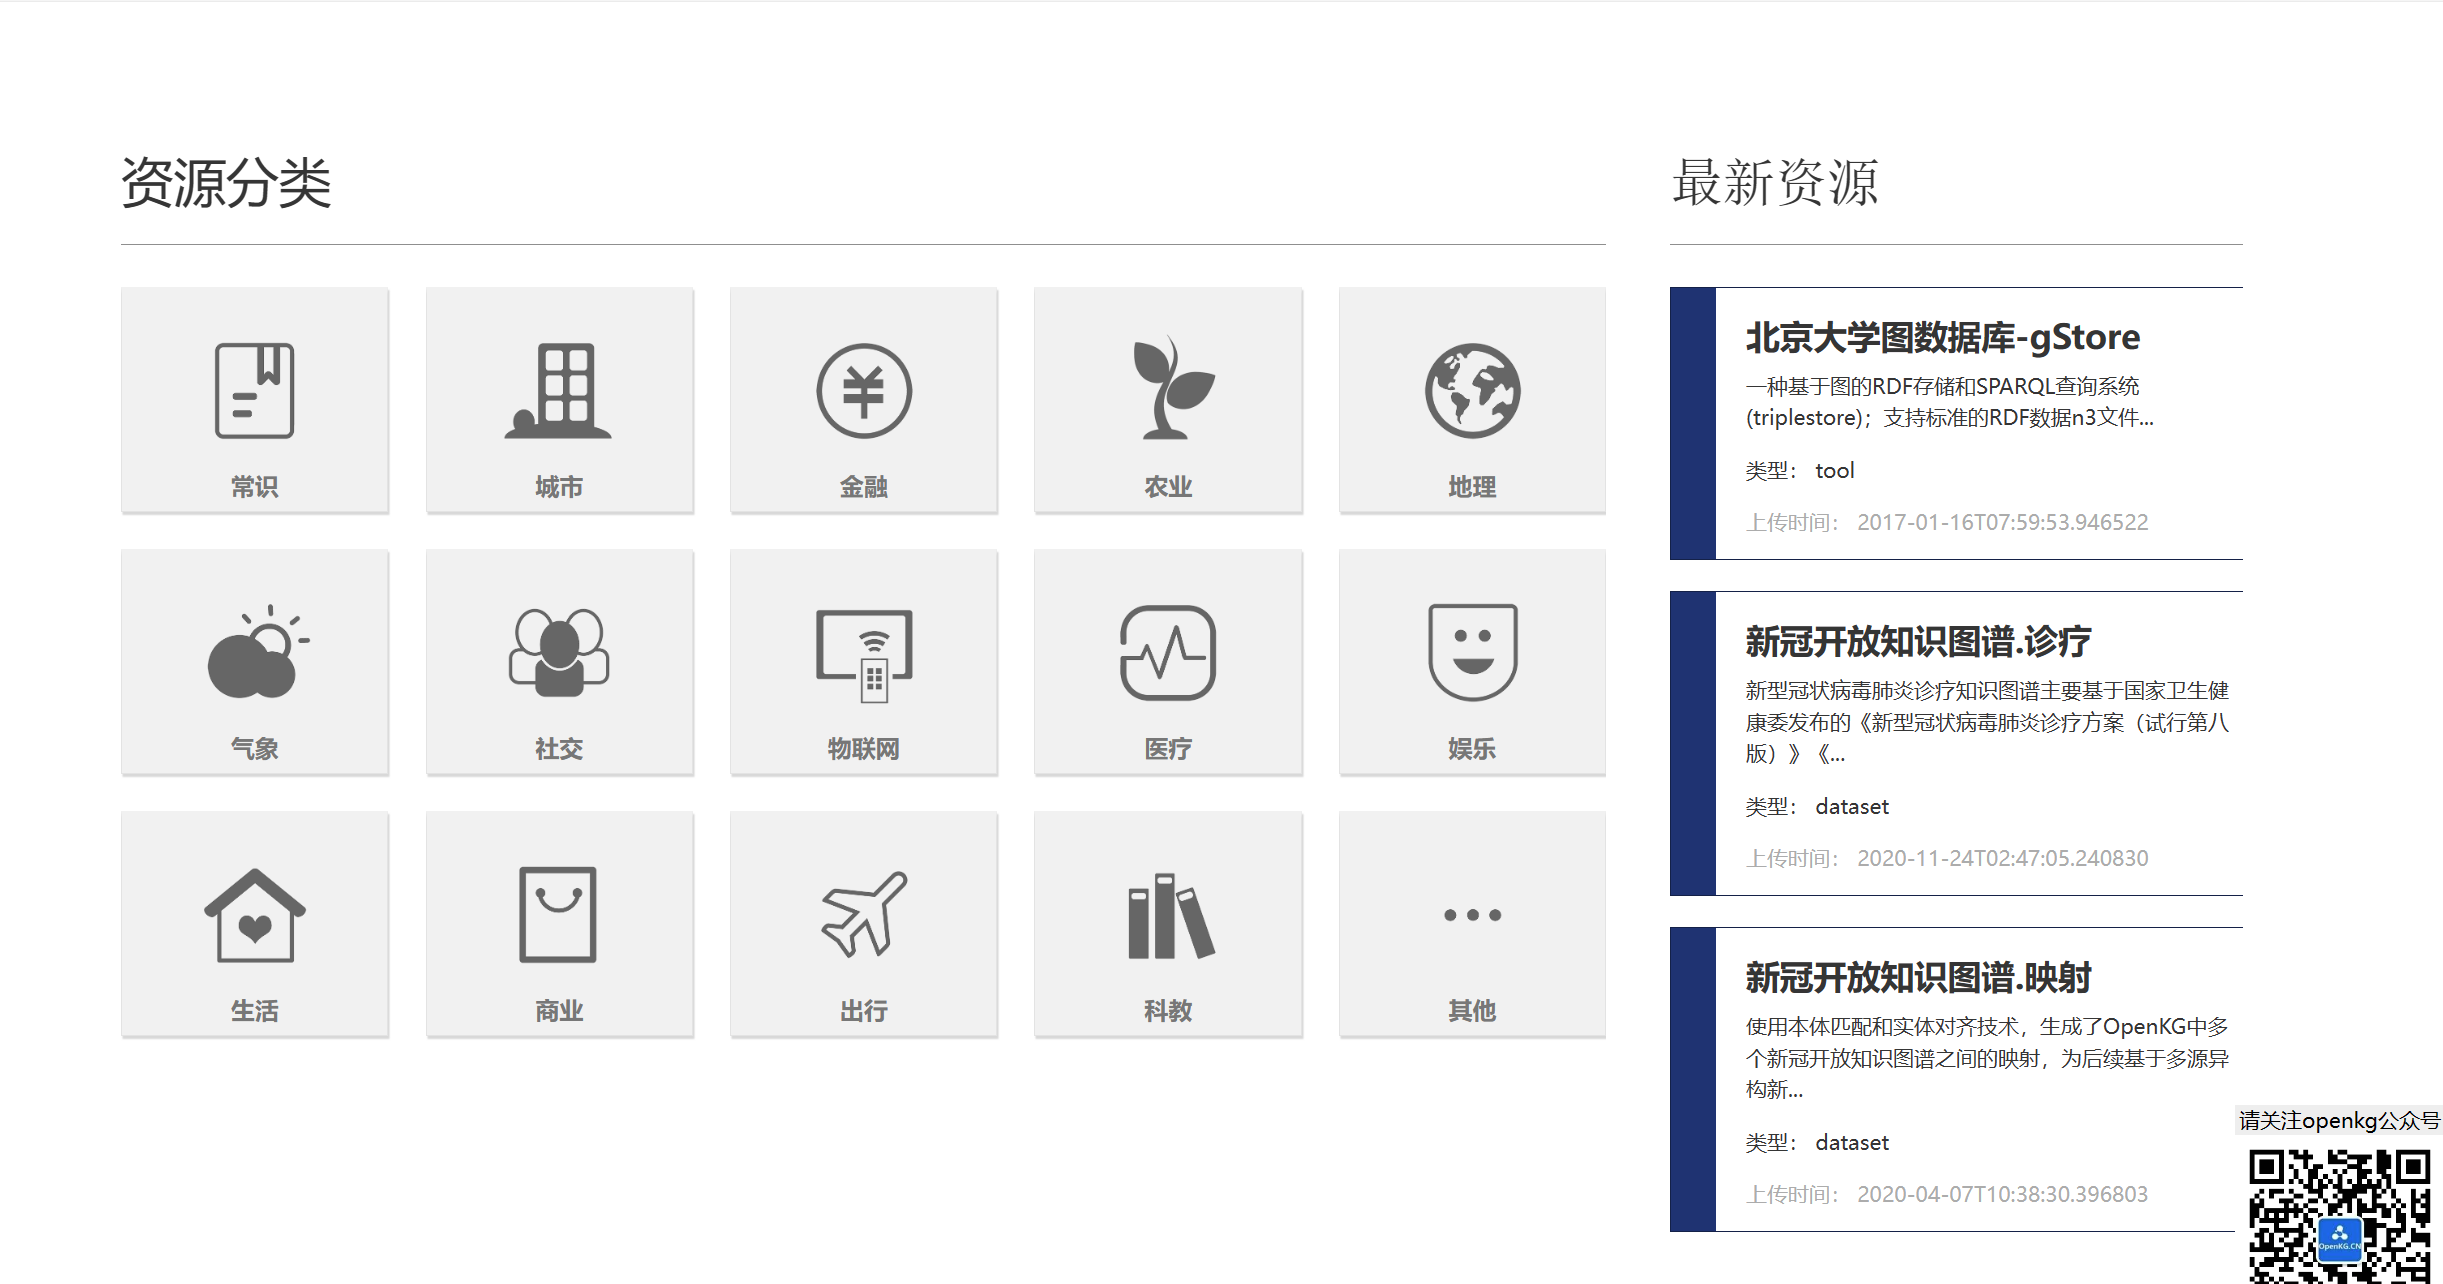 资源分类
常识
城市
金融
农业
地理
气象
社交
物联网
医疗
娱乐
生活
商业
出行
科教
其他
最新资源
北京大学图数据库-gStore
一种基于图的RDF存储和SPARQL查询系统
(triplestore)；支持标准的RDF数据n3文件...
类型： tool
上传时间： 2017-01-16T07:59:53.946522
新冠开放知识图谱.诊疗
新型冠状病毒肺炎诊疗知识图谱主要基于国家卫生健
康委发布的《新型冠状病毒肺炎诊疗方案（试行第八
版）》《...
类型： dataset
上传时间： 2020-11-24T02:47:05.240830
新冠开放知识图谱.映射
使用本体匹配和实体对齐技术，生成了OpenKG中多
个新冠开放知识图谱之间的映射，为后续基于多源异
构新...
类型： dataset
上传时间： 2020-04-07T10:38:30.396803
请关注openkg公众号
OpenKG.CN